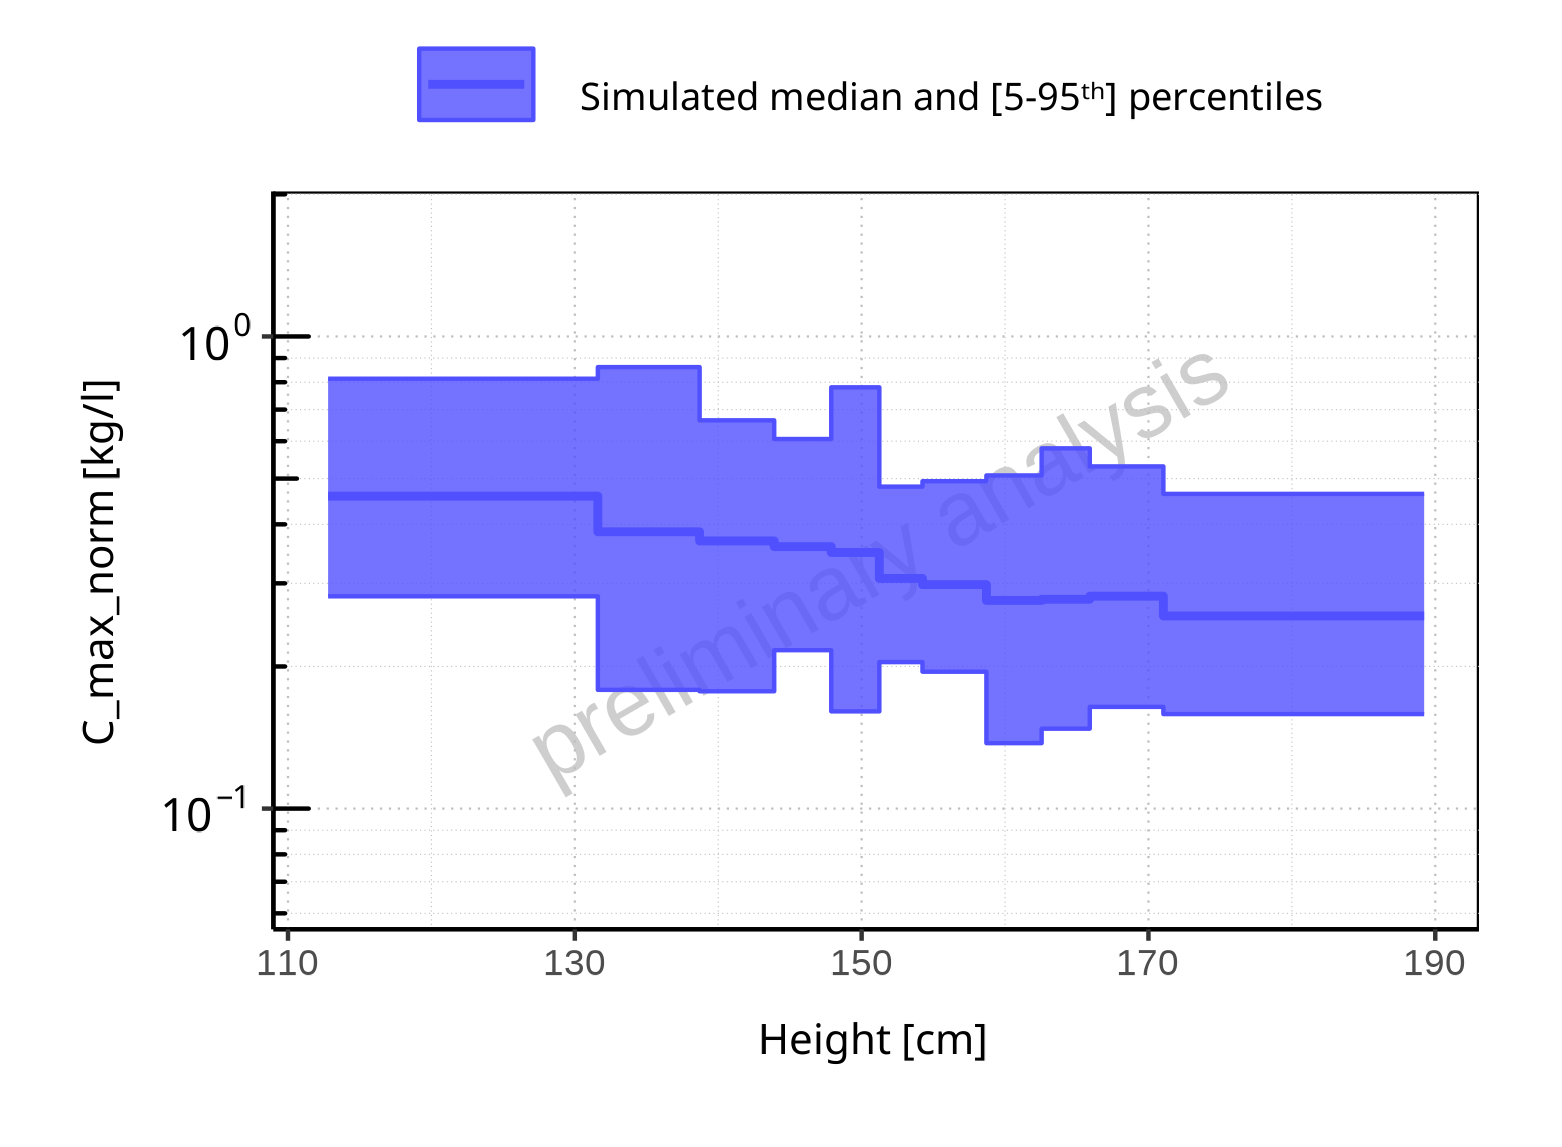 Simulated median and [5-95th] percentiles
10^0
10^−1
C_max_norm [kg/l]
preliminary analysis
110 130 150 170 190
Height [cm]